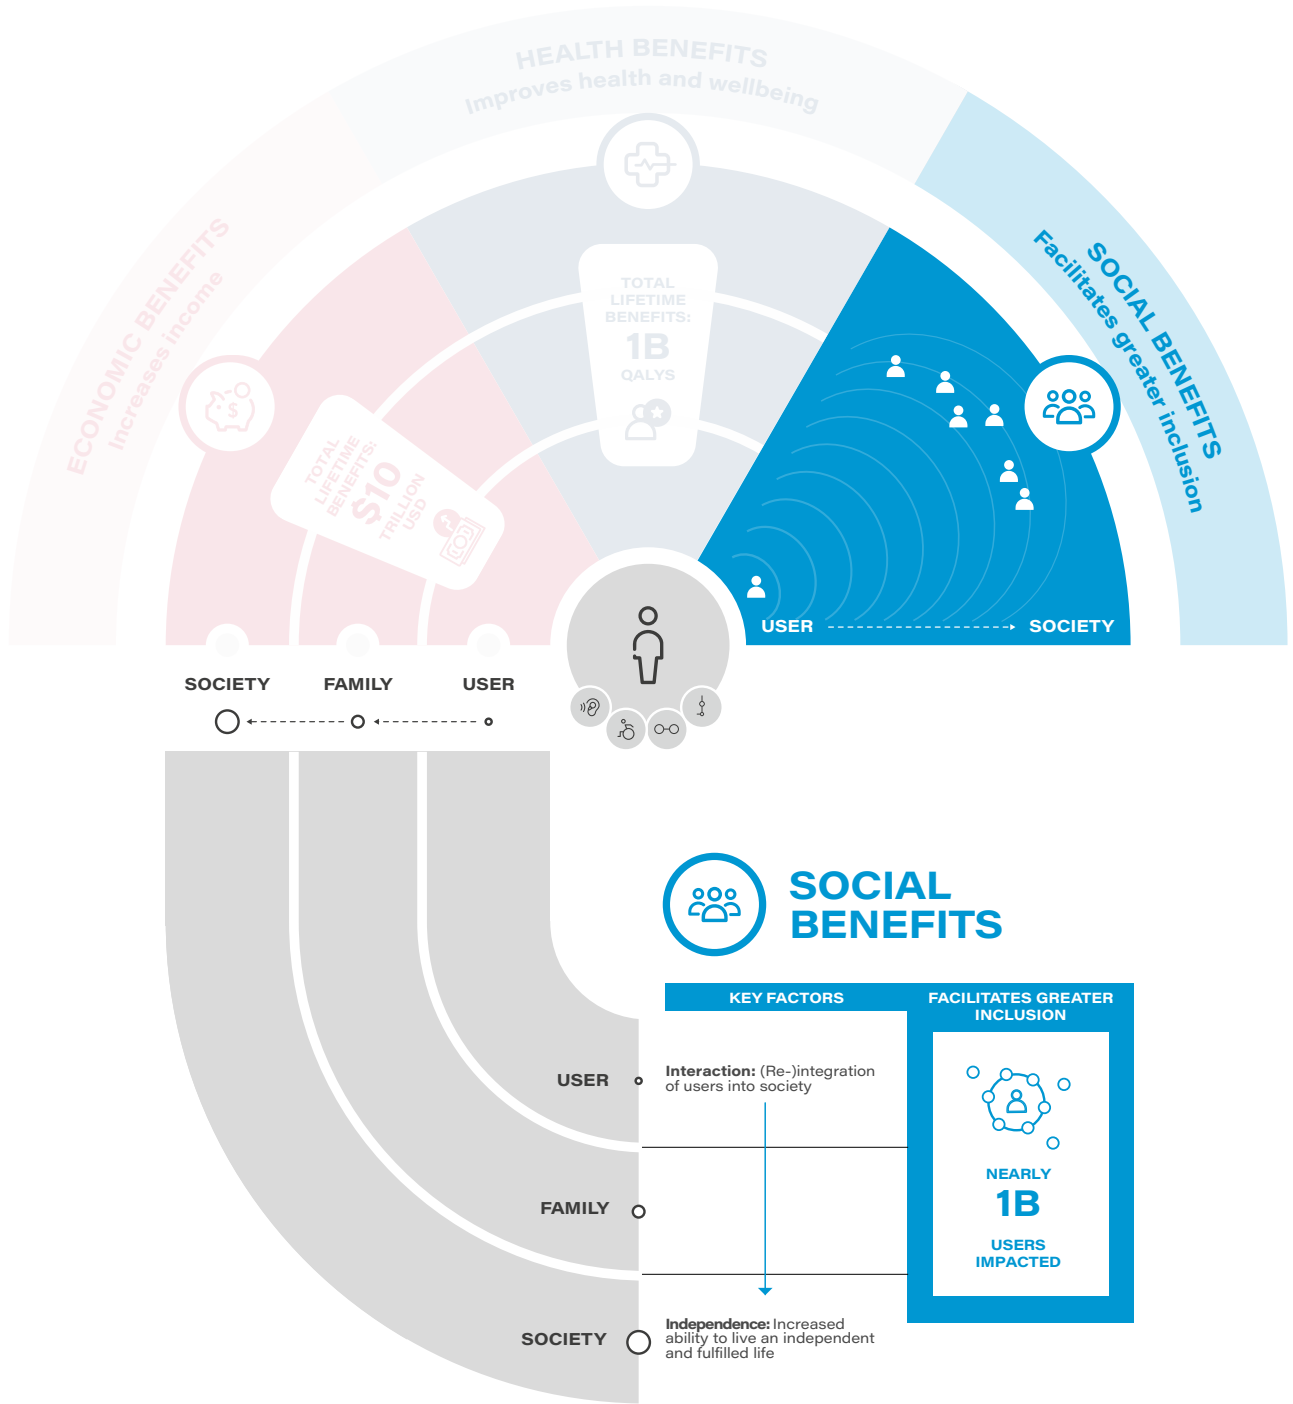 HEALTH BENEFITS
Improves health and wellbeing
ECONOMIC BENEFITS
Increases income
SOCIAL BENEFITS
Facilitates greater inclusion
TOTAL
LIFETIME
BENEFITS:
1B
QALYS
TOTAL
LIFETIME
BENEFITS:
$10
TRILLION
USD
$
USER
SOCIETY
SOCIETY
FAMILY
USER
SOCIAL
BENEFITS
KEY FACTORS
FACILITATES GREATER
INCLUSION
USER
Interaction: (Re-)integration
of users into society
NEARLY
1B
USERS
IMPACTED
FAMILY
SOCIETY
Independence: Increased
ability to live an independent
and fulfilled life